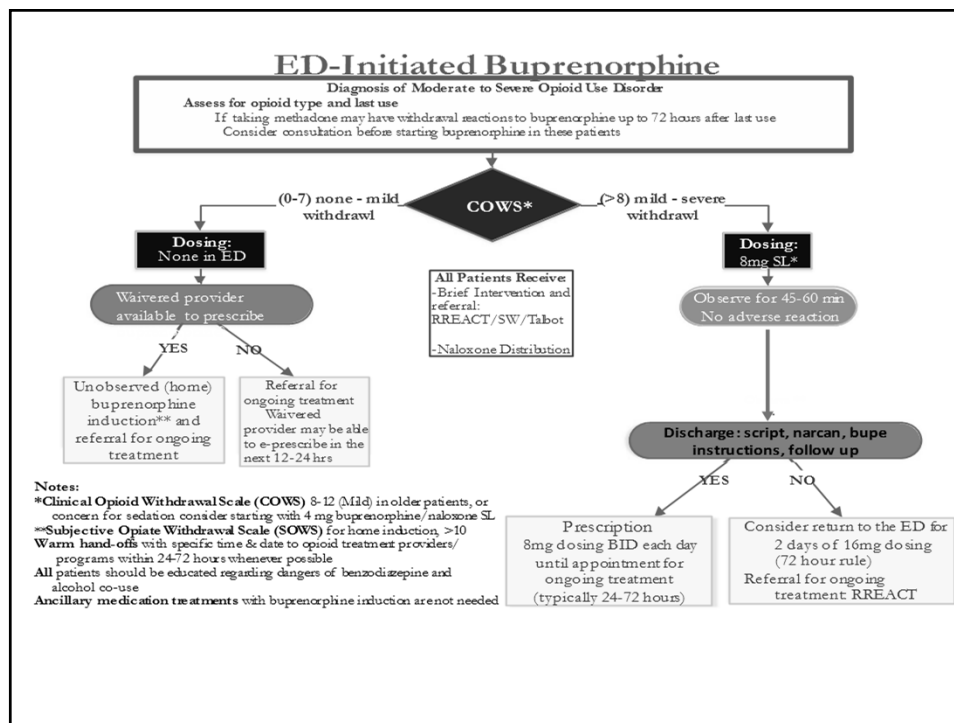 ED-Initiated Buprenorphine
Diagnosis of Moderate to Severe Opioid Use Disorder
Assess for opioid type and last use
If taking methadone may have withdrawal reactions to buprenorphine up to 72 hours after last use
Consider consultation before starting buprenorphine in these patients
(0-7) none - mild
withdrawl
COWS*
(>8) mild - severe
withdrawl
Dosing:
None in ED
Dosing:
8mg SL*
Waivered provider
available to prescribe
All Patients Receive:
-Brief Intervention and
referral:
RREACT/SW/Talbot
-Naloxone Distribution
Observe for 45-60 min
No adverse reaction
YES
NO
Unobserved (home)
buprenorphine
induction** and
referral for ongoing
treatment
Referral for
ongoing treatment
Waivered
provider may be able
to e-prescribe in the
next 12-24 hrs
Discharge: script, narcan, bupe
instructions, follow up
YES
NO
Prescription
8mg dosing BID each day
until appointment for
ongoing treatment
(typically 24-72 hours)
Consider return to the ED for
2 days of 16mg dosing
(72 hour rule)
Referral for ongoing
treatment: RREACT
Notes:
*Clinical Opioid Withdrawal Scale (COWS) 8-12 (Mild) in older patients, or
concern for sedation consider starting with 4 mg buprenorphine/naloxone SL
**Subjective Opiate Withdrawal Scale (SOWS) for home induction, >10
Warm hand-offs with specific time & date to opioid treatment providers/
programs within 24-72 hours whenever possible
All patients should be educated regarding dangers of benzodiazepine and
alcohol co-use
Ancillary medication treatments with buprenorphine induction are not needed